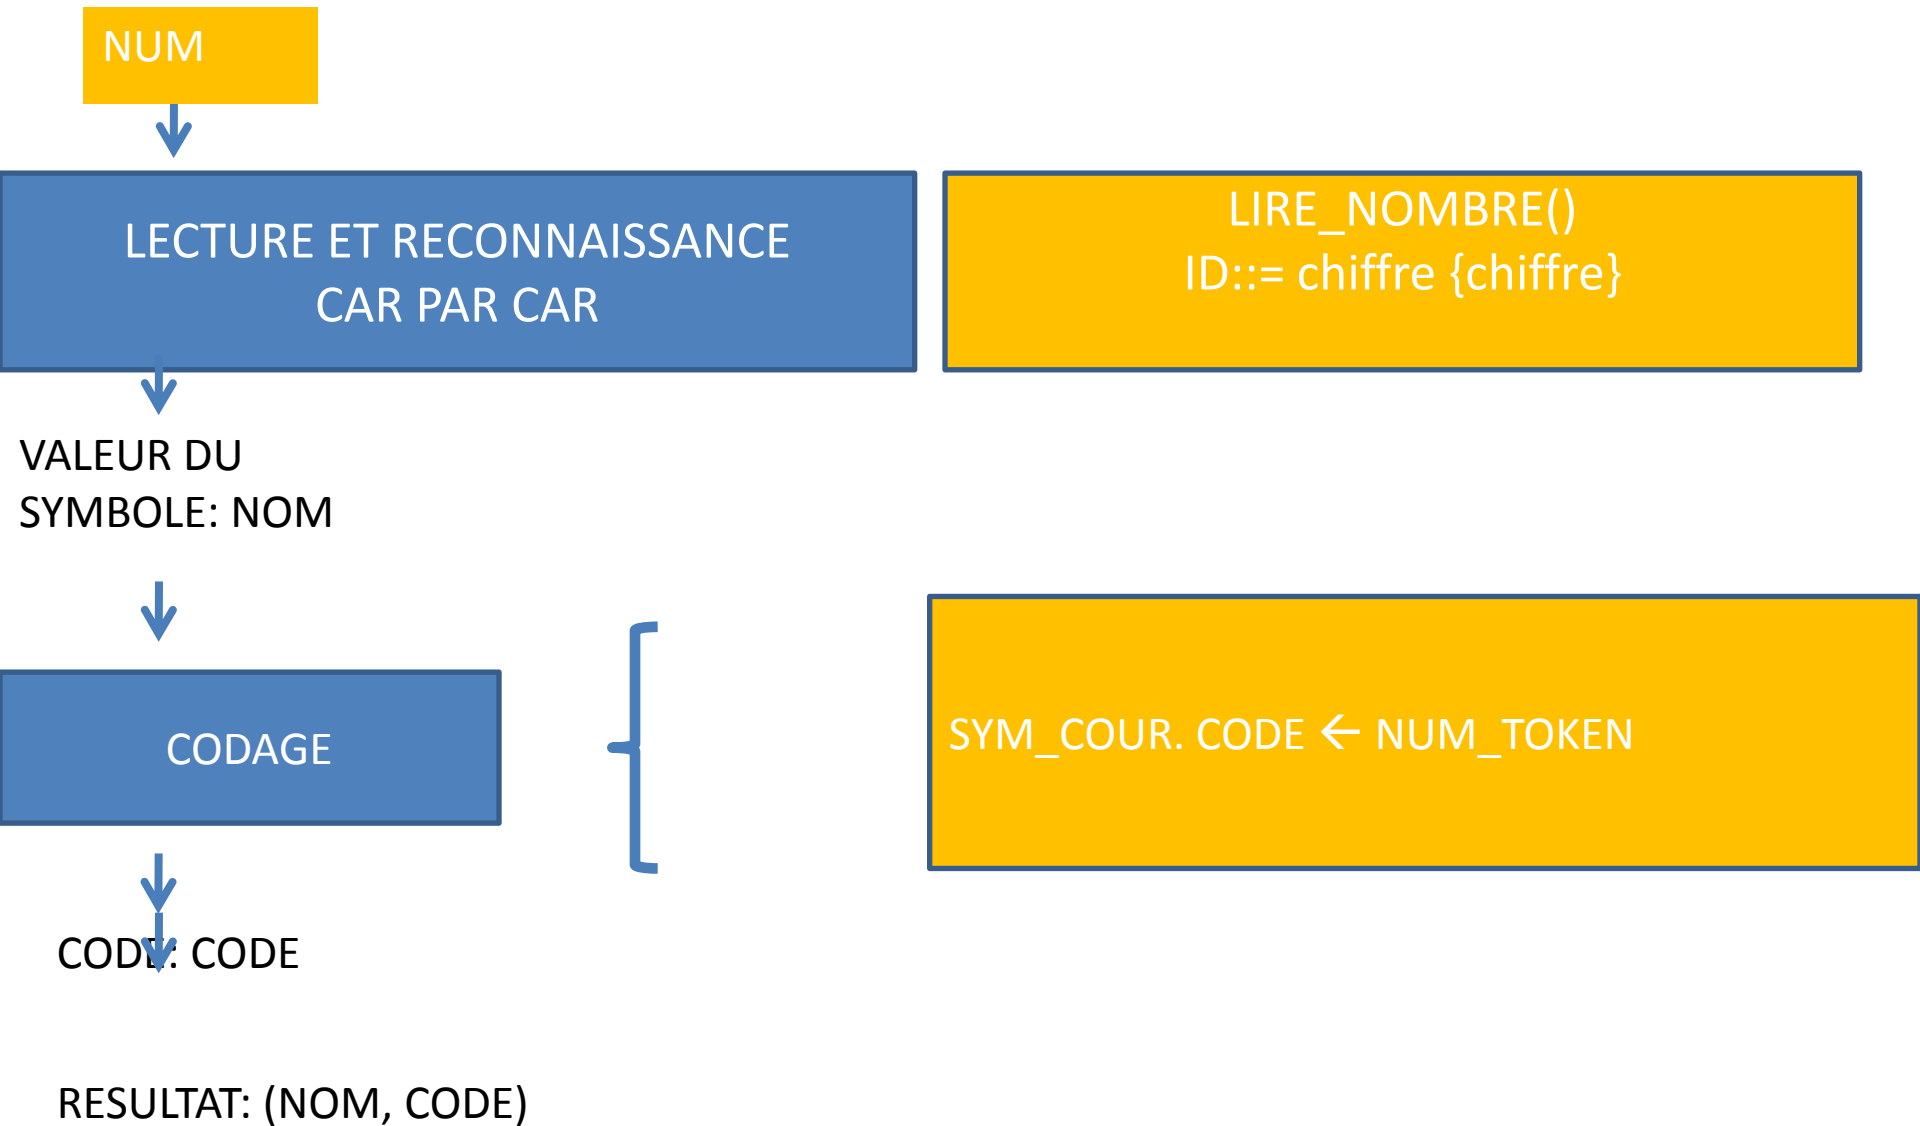 NUM
LECTURE ET RECONNAISSANCE
CAR PAR CAR
LIRE_NOMBRE()
ID::= chiffre {chiffre}
VALEUR DU
SYMBOLE: NOM
CODAGE
SYM_COUR. CODE ← NUM_TOKEN
CODE: CODE
RESULTAT: (NOM, CODE)